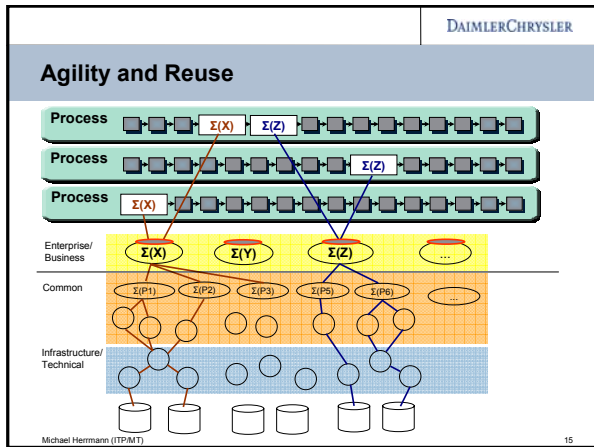 DAIMLERCHRYSLER
Agility and Reuse
Process Σ(X) Σ(Z)
Process Σ(Z)
Process Σ(X)
Enterprise/
Business
Σ(X) Σ(Y) Σ(Z) ...
Common
Σ(P1) Σ(P2) Σ(P3) Σ(P5) Σ(P6) ...
Infrastructure/
Technical
Michael Herrmann (ITP/MT) 15